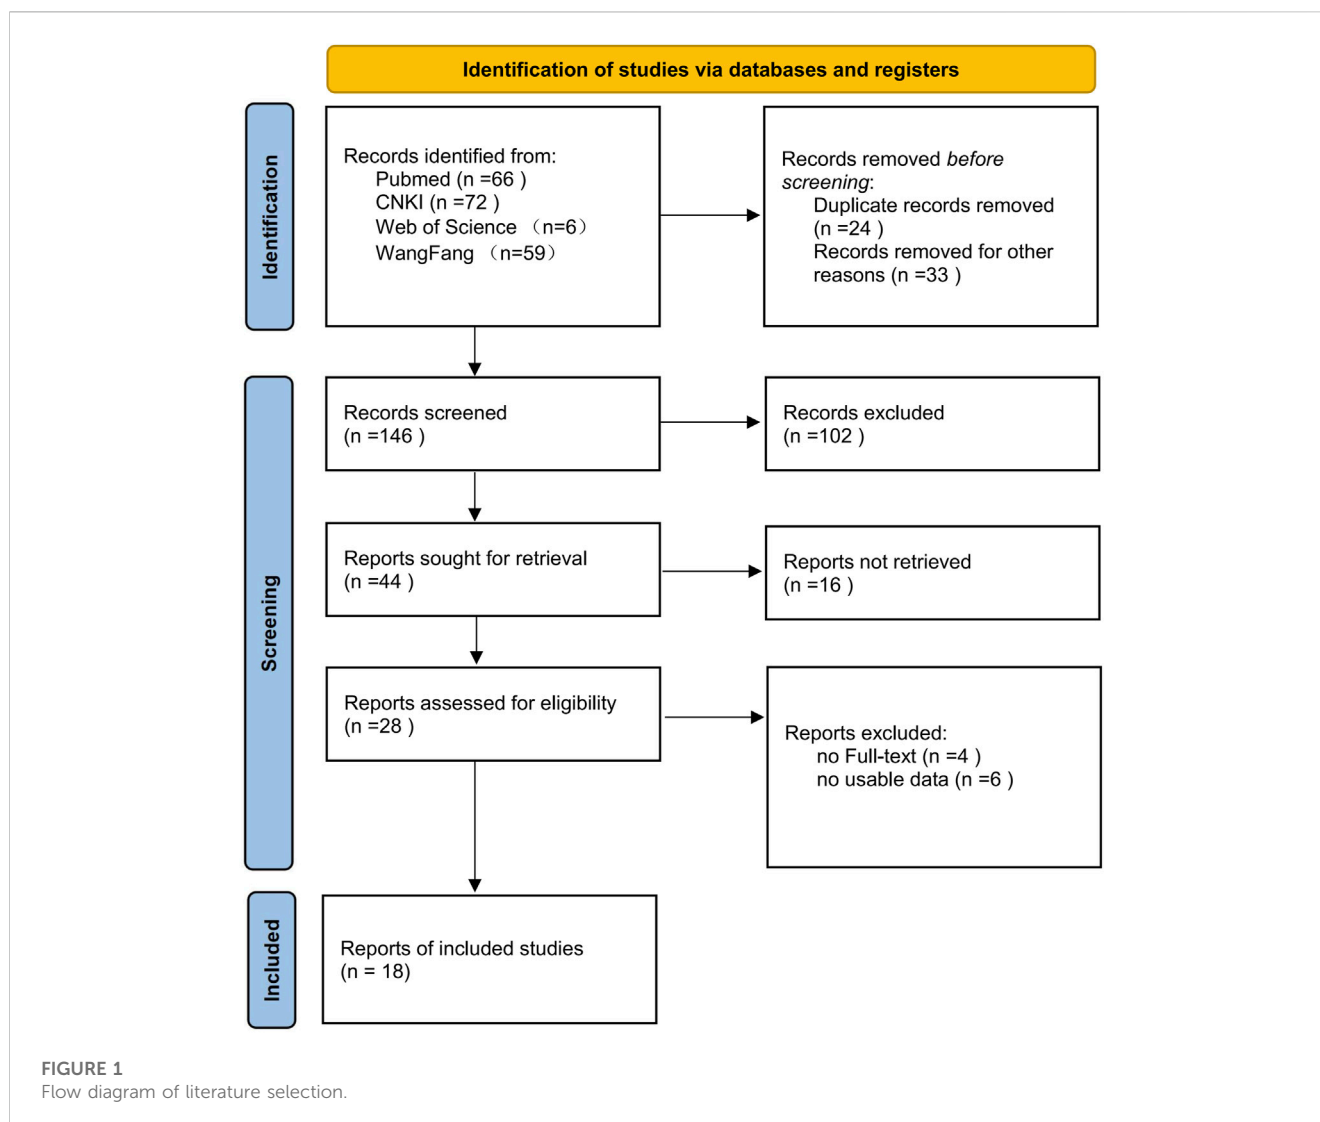 Identification of studies via databases and registers
Identification
Records identified from:
Pubmed (n =66 )
CNKI (n =72 )
Web of Science （n=6）
WangFang （n=59）
Records removed before
screening:
Duplicate records removed
(n =24 )
Records removed for other
reasons (n =33 )
Screening
Records screened
(n =146 )
Records excluded
(n =102 )
Reports sought for retrieval
(n =44 )
Reports not retrieved
(n =16 )
Reports assessed for eligibility
(n =28 )
Reports excluded:
no Full-text (n =4 )
no usable data (n =6 )
Included
Reports of included studies
(n = 18)
FIGURE 1
Flow diagram of literature selection.